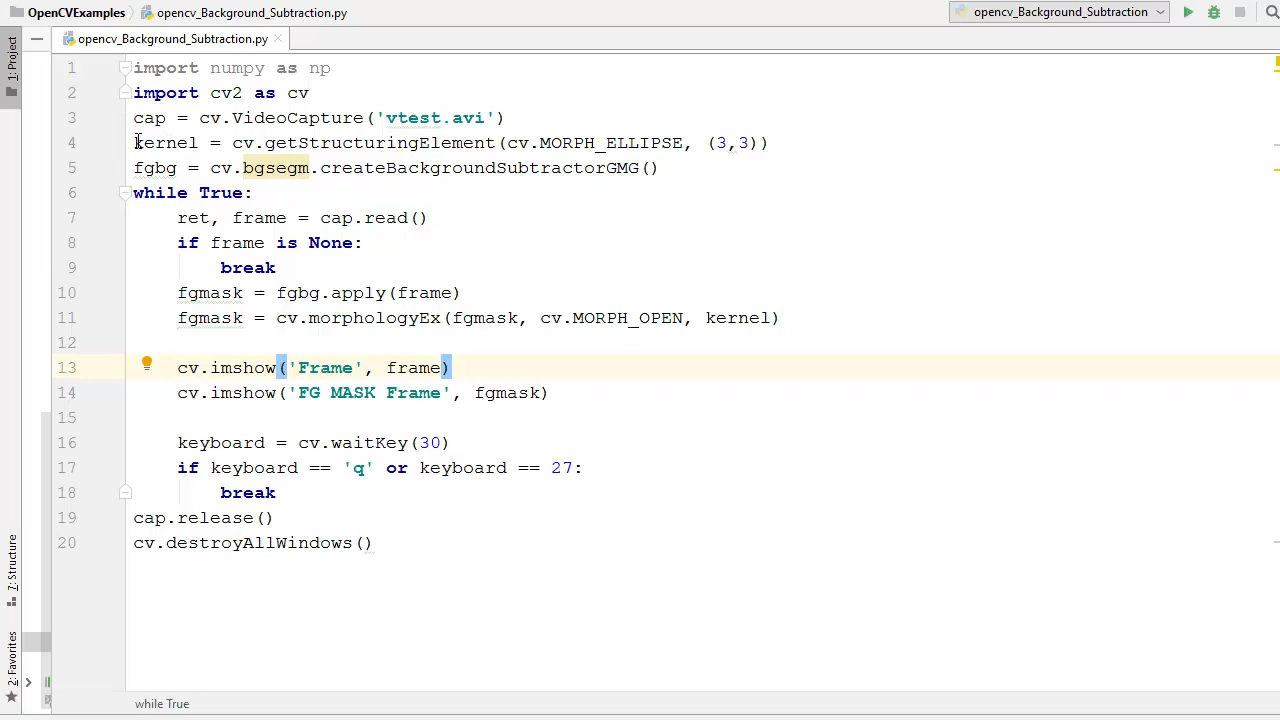 OpenCVExamples
opencv_Background_Subtraction.py
opencv_Background_Subtraction
1: Project
opencv_Background_Subtraction.py
1 import numpy as np
2 import cv2 as cv
3 cap = cv.VideoCapture('vtest.avi')
4 kernel = cv.getStructuringElement(cv.MORPH_ELLIPSE, (3,3))
5 fgbg = cv.bgsegm.createBackgroundSubtractorGMG()
6 while True:
7     ret, frame = cap.read()
8     if frame is None:
9         break
10     fgmask = fgbg.apply(frame)
11     fgmask = cv.morphologyEx(fgmask, cv.MORPH_OPEN, kernel)
12
13     cv.imshow('Frame', frame)
14     cv.imshow('FG MASK Frame', fgmask)
15
16     keyboard = cv.waitKey(30)
17     if keyboard == 'q' or keyboard == 27:
18         break
19 cap.release()
20 cv.destroyAllWindows()
7: Structure
2: Favorites
while True